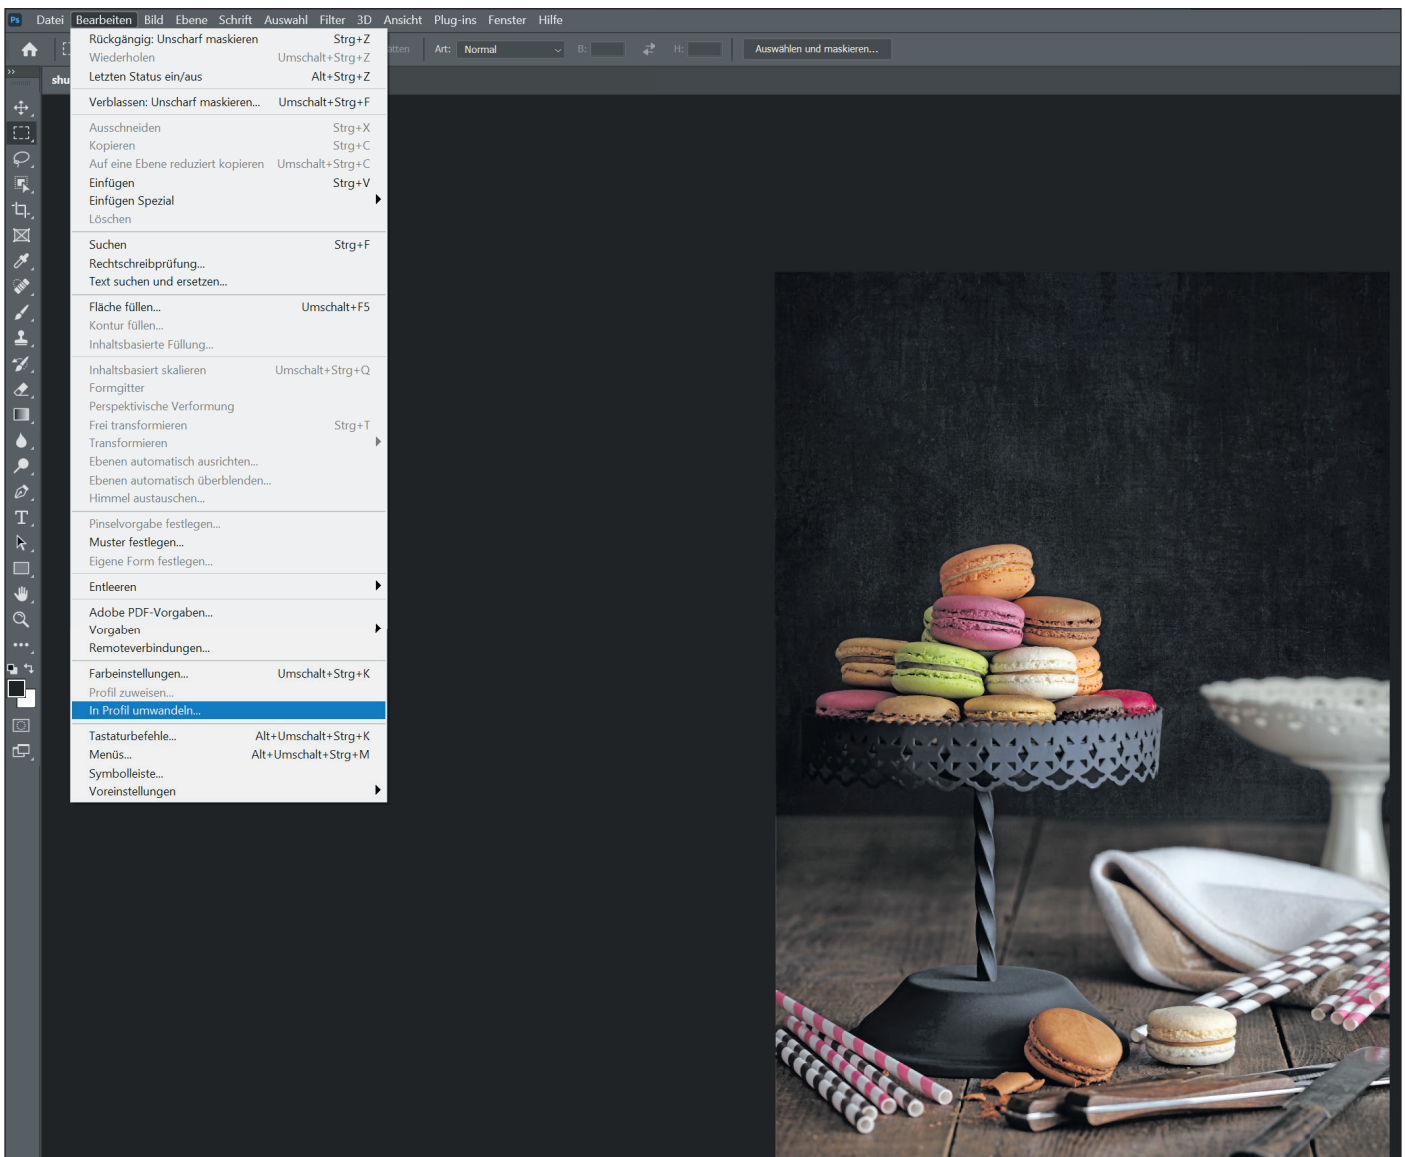 Ps Datei Bearbeiten Bild Ebene Schrift Auswahl Filter 3D Ansicht Plug-ins Fenster Hilfe
Art: Normal B: H: Auswählen und maskieren...
shu
Rückgängig: Unscharf maskieren Strg+Z
Wiederholen Umschalt+Strg+Z
Letzten Status ein/aus Alt+Strg+Z
Verblassen: Unscharf maskieren... Umschalt+Strg+F
Ausschneiden Strg+X
Kopieren Strg+C
Auf eine Ebene reduziert kopieren Umschalt+Strg+C
Einfügen Strg+V
Einfügen Spezial
Löschen
Suchen Strg+F
Rechtschreibprüfung...
Text suchen und ersetzen...
Fläche füllen... Umschalt+F5
Kontur füllen...
Inhaltsbasierte Füllung...
Inhaltsbasiert skalieren Umschalt+Strg+Q
Formgitter
Perspektivische Verformung
Frei transformieren Strg+T
Transformieren
Ebenen automatisch ausrichten...
Ebenen automatisch überblenden...
Himmel austauschen...
Pinselvorgabe festlegen...
Muster festlegen...
Eigene Form festlegen...
Entleeren
Adobe PDF-Vorgaben...
Vorgaben
Remoteverbindungen...
Farbeinstellungen... Umschalt+Strg+K
Profil zuweisen...
In Profil umwandeln...
Tastaturbefehle... Alt+Umschalt+Strg+K
Menüs... Alt+Umschalt+Strg+M
Symbolleiste...
Voreinstellungen